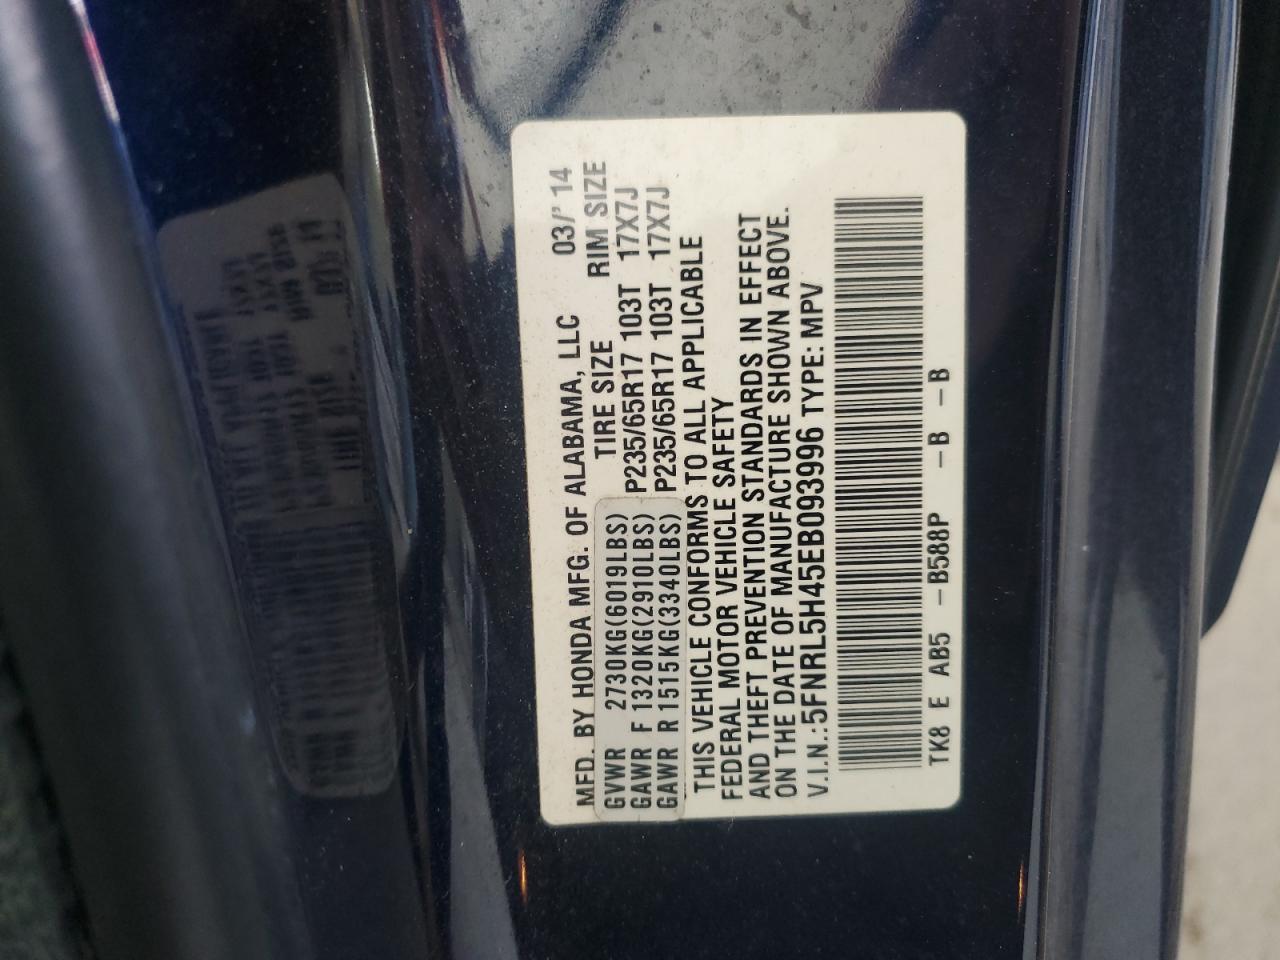 MFD. BY HONDA MFG. OF ALABAMA, LLC 03/'14
TIRE SIZE RIM SIZE
GVWR 2730KG(6019LBS)
GAWR F 1320KG(2910LBS) P235/65R17 103T 17X7J
GAWR R 1515KG(3340LBS) P235/65R17 103T 17X7J
THIS VEHICLE CONFORMS TO ALL APPLICABLE
FEDERAL MOTOR VEHICLE SAFETY
AND THEFT PREVENTION STANDARDS IN EFFECT
ON THE DATE OF MANUFACTURE SHOWN ABOVE.
V.I.N.:5FNRL5H45EB093996 TYPE: MPV
TK8 E AB5 -B588P -B -B